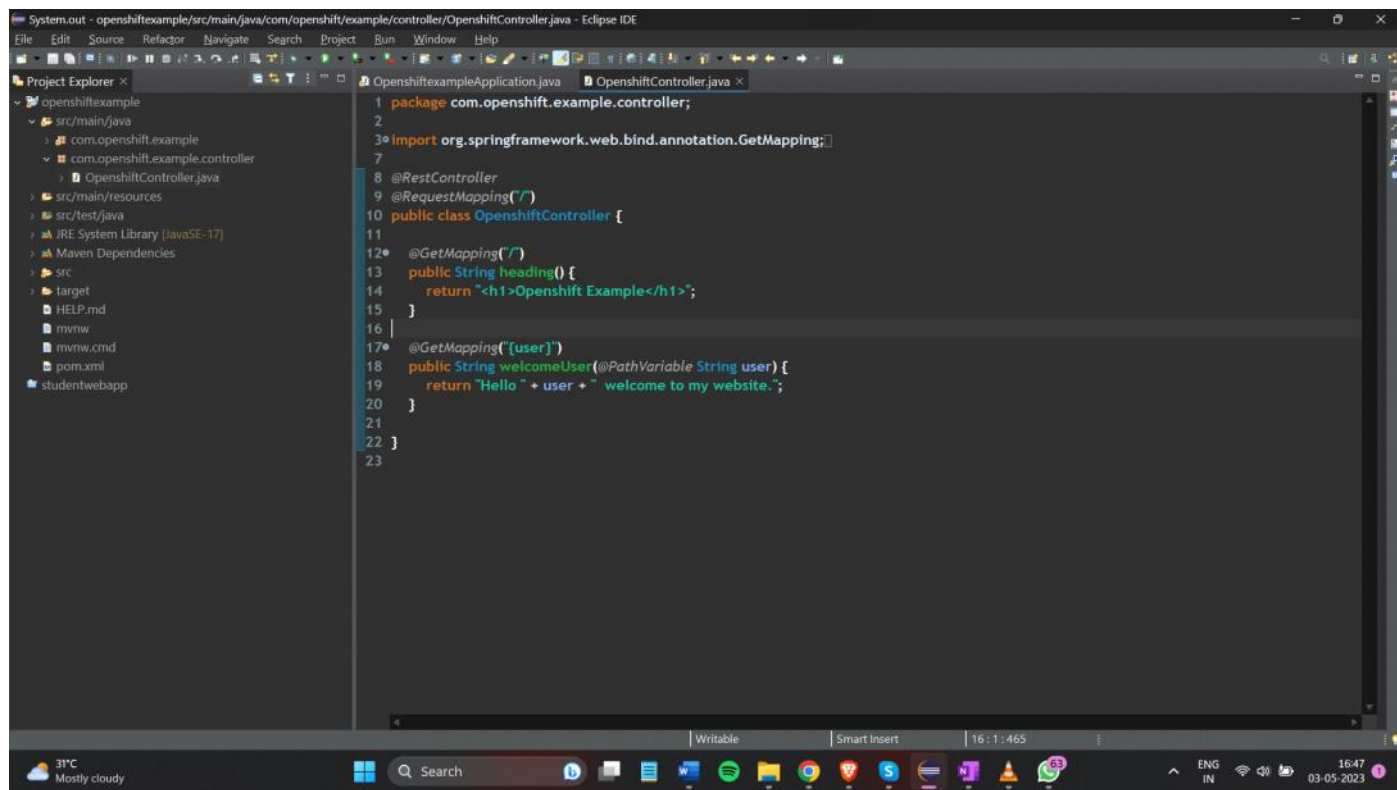 System.out - openshiftexample/src/main/java/com/openshift/example/controller/OpenshiftController.java - Eclipse IDE
File Edit Source Refactor Navigate Search Project Run Window Help
Project Explorer ×
OpenshiftexampleApplication.java OpenshiftController.java ×
openshiftexample
src/main/java
com.openshift.example
com.openshift.example.controller
OpenshiftController.java
src/main/resources
src/test/java
JRE System Library [JavaSE-17]
Maven Dependencies
src
target
HELP.md
mvnw
mvnw.cmd
pom.xml
studentwebapp
1 package com.openshift.example.controller;
2
3 import org.springframework.web.bind.annotation.GetMapping;
7
8 @RestController
9 @RequestMapping("/")
10 public class OpenshiftController {
11
12 @GetMapping("/")
13 public String heading() {
14 return "<h1>Openshift Example</h1>";
15 }
16
17 @GetMapping("{user}")
18 public String welcomeUser(@PathVariable String user) {
19 return "Hello " + user + "  welcome to my website.";
20 }
21
22 }
23
Writable Smart Insert 16 : 1 : 465
31°C
Mostly cloudy
Search
63
ENG
IN
16:47
03-05-2023
1